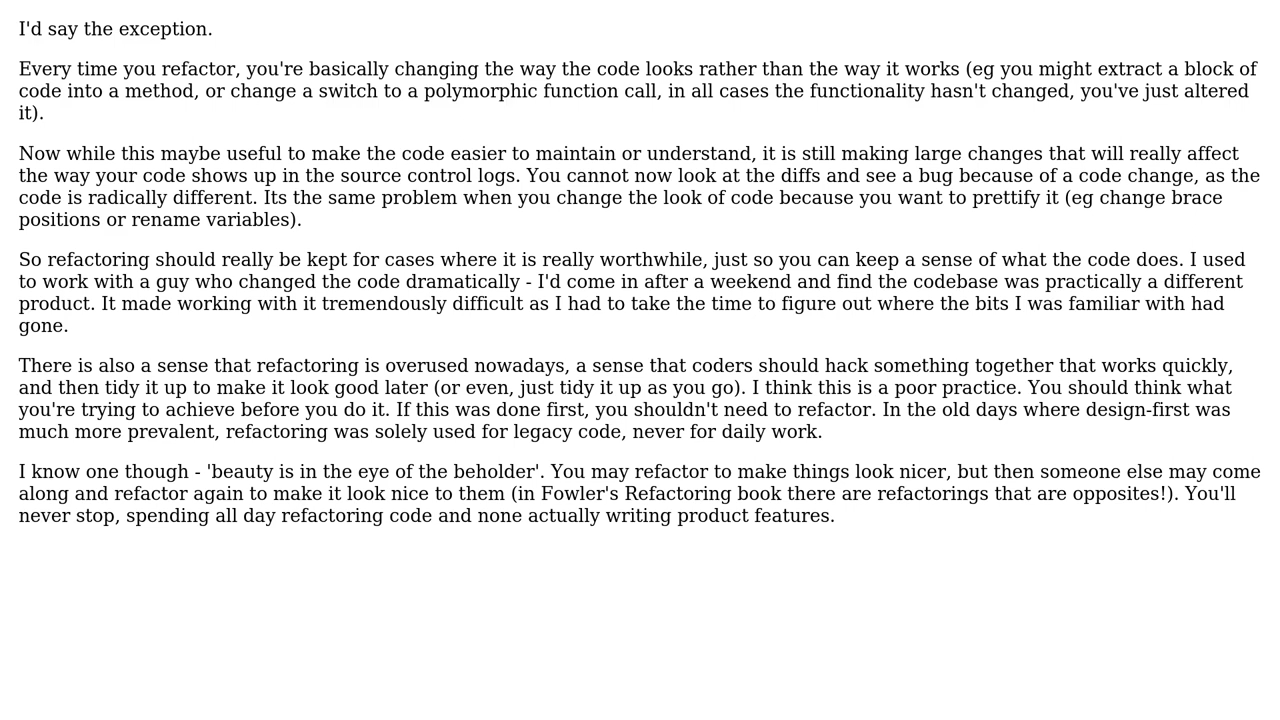 I'd say the exception.
Every time you refactor, you're basically changing the way the code looks rather than the way it works (eg you might extract a block of
code into a method, or change a switch to a polymorphic function call, in all cases the functionality hasn't changed, you've just altered
it).
Now while this maybe useful to make the code easier to maintain or understand, it is still making large changes that will really affect
the way your code shows up in the source control logs. You cannot now look at the diffs and see a bug because of a code change, as the
code is radically different. Its the same problem when you change the look of code because you want to prettify it (eg change brace
positions or rename variables).
So refactoring should really be kept for cases where it is really worthwhile, just so you can keep a sense of what the code does. I used
to work with a guy who changed the code dramatically - I'd come in after a weekend and find the codebase was practically a different
product. It made working with it tremendously difficult as I had to take the time to figure out where the bits I was familiar with had
gone.
There is also a sense that refactoring is overused nowadays, a sense that coders should hack something together that works quickly,
and then tidy it up to make it look good later (or even, just tidy it up as you go). I think this is a poor practice. You should think what
you're trying to achieve before you do it. If this was done first, you shouldn't need to refactor. In the old days where design-first was
much more prevalent, refactoring was solely used for legacy code, never for daily work.
I know one though - 'beauty is in the eye of the beholder'. You may refactor to make things look nicer, but then someone else may come
along and refactor again to make it look nice to them (in Fowler's Refactoring book there are refactorings that are opposites!). You'll
never stop, spending all day refactoring code and none actually writing product features.